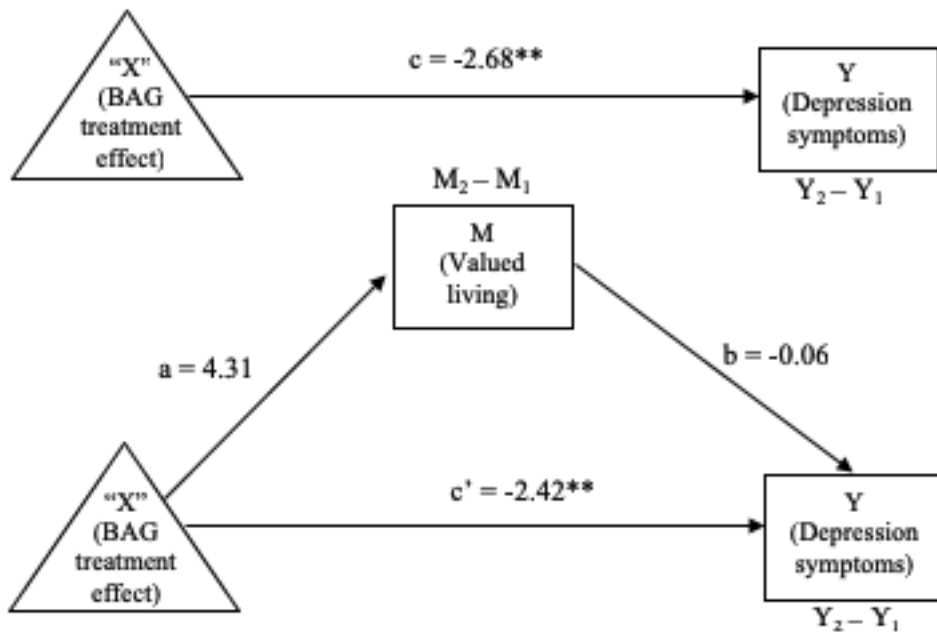 c = -2.68**
“X”
(BAG
treatment
effect)
Y
(Depression
symptoms)
Y₂ – Y₁
M₂ – M₁
M
(Valued
living)
a = 4.31
b = -0.06
“X”
(BAG
treatment
effect)
c’ = -2.42**
Y
(Depression
symptoms)
Y₂ – Y₁